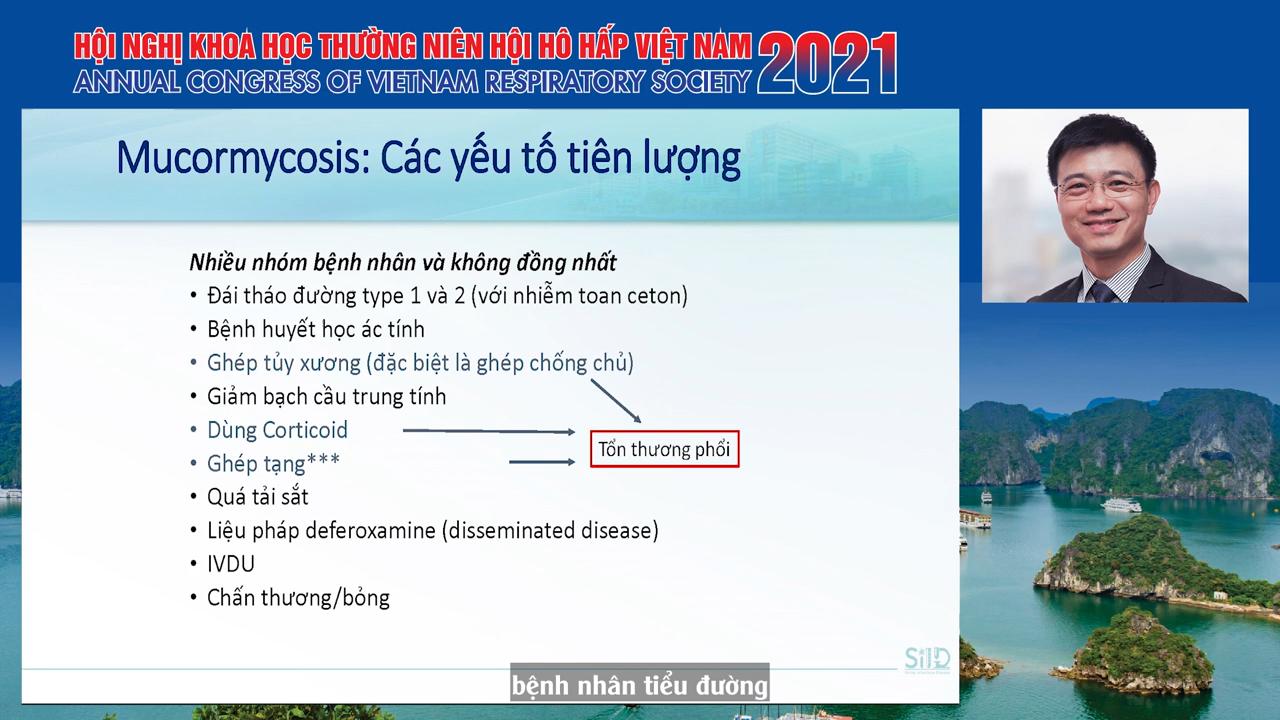 HỘI NGHỊ KHOA HỌC THƯỜNG NIÊN HỘI HÔ HẤP VIỆT NAM 2021
ANNUAL CONGRESS OF VIETNAM RESPIRATORY SOCIETY
Mucormycosis: Các yếu tố tiên lượng
Nhiều nhóm bệnh nhân và không đồng nhất
• Đái tháo đường type 1 và 2 (với nhiễm toan ceton)
• Bệnh huyết học ác tính
• Ghép tủy xương (đặc biệt là ghép chống chủ)
• Giảm bạch cầu trung tính
• Dùng Corticoid
Tổn thương phổi
• Ghép tạng***
• Quá tải sắt
• Liệu pháp deferoxamine (disseminated disease)
• IVDU
• Chấn thương/bỏng
SiID
bệnh nhân tiểu đường